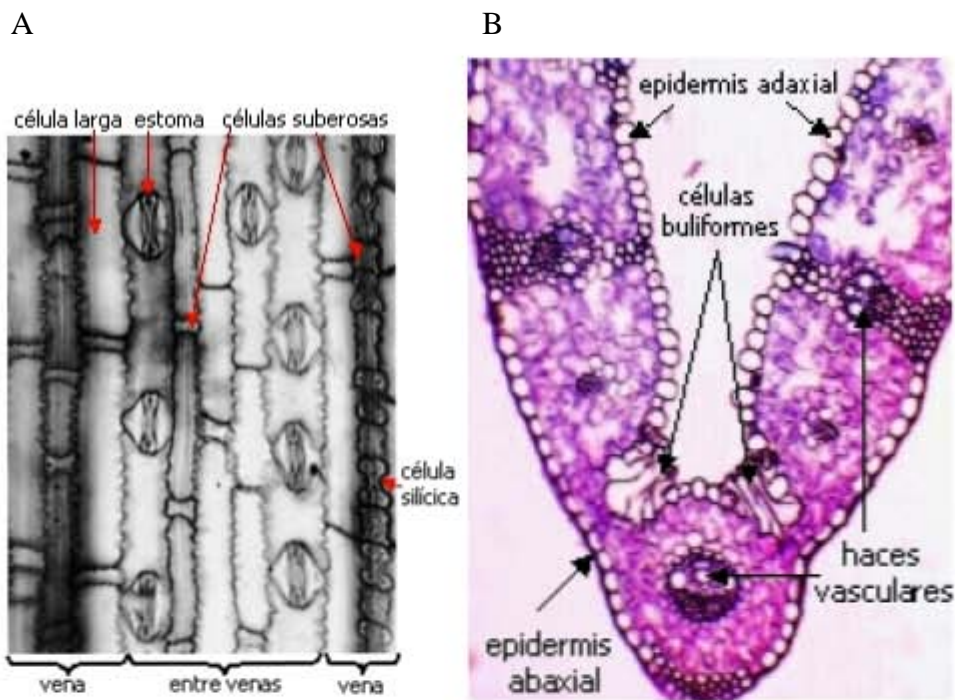 A
B
célula larga estoma células suberosas
célula
silícica
vena entre venas vena
epidermis adaxial
células
buliformes
haces
vasculares
epidermis
abaxial